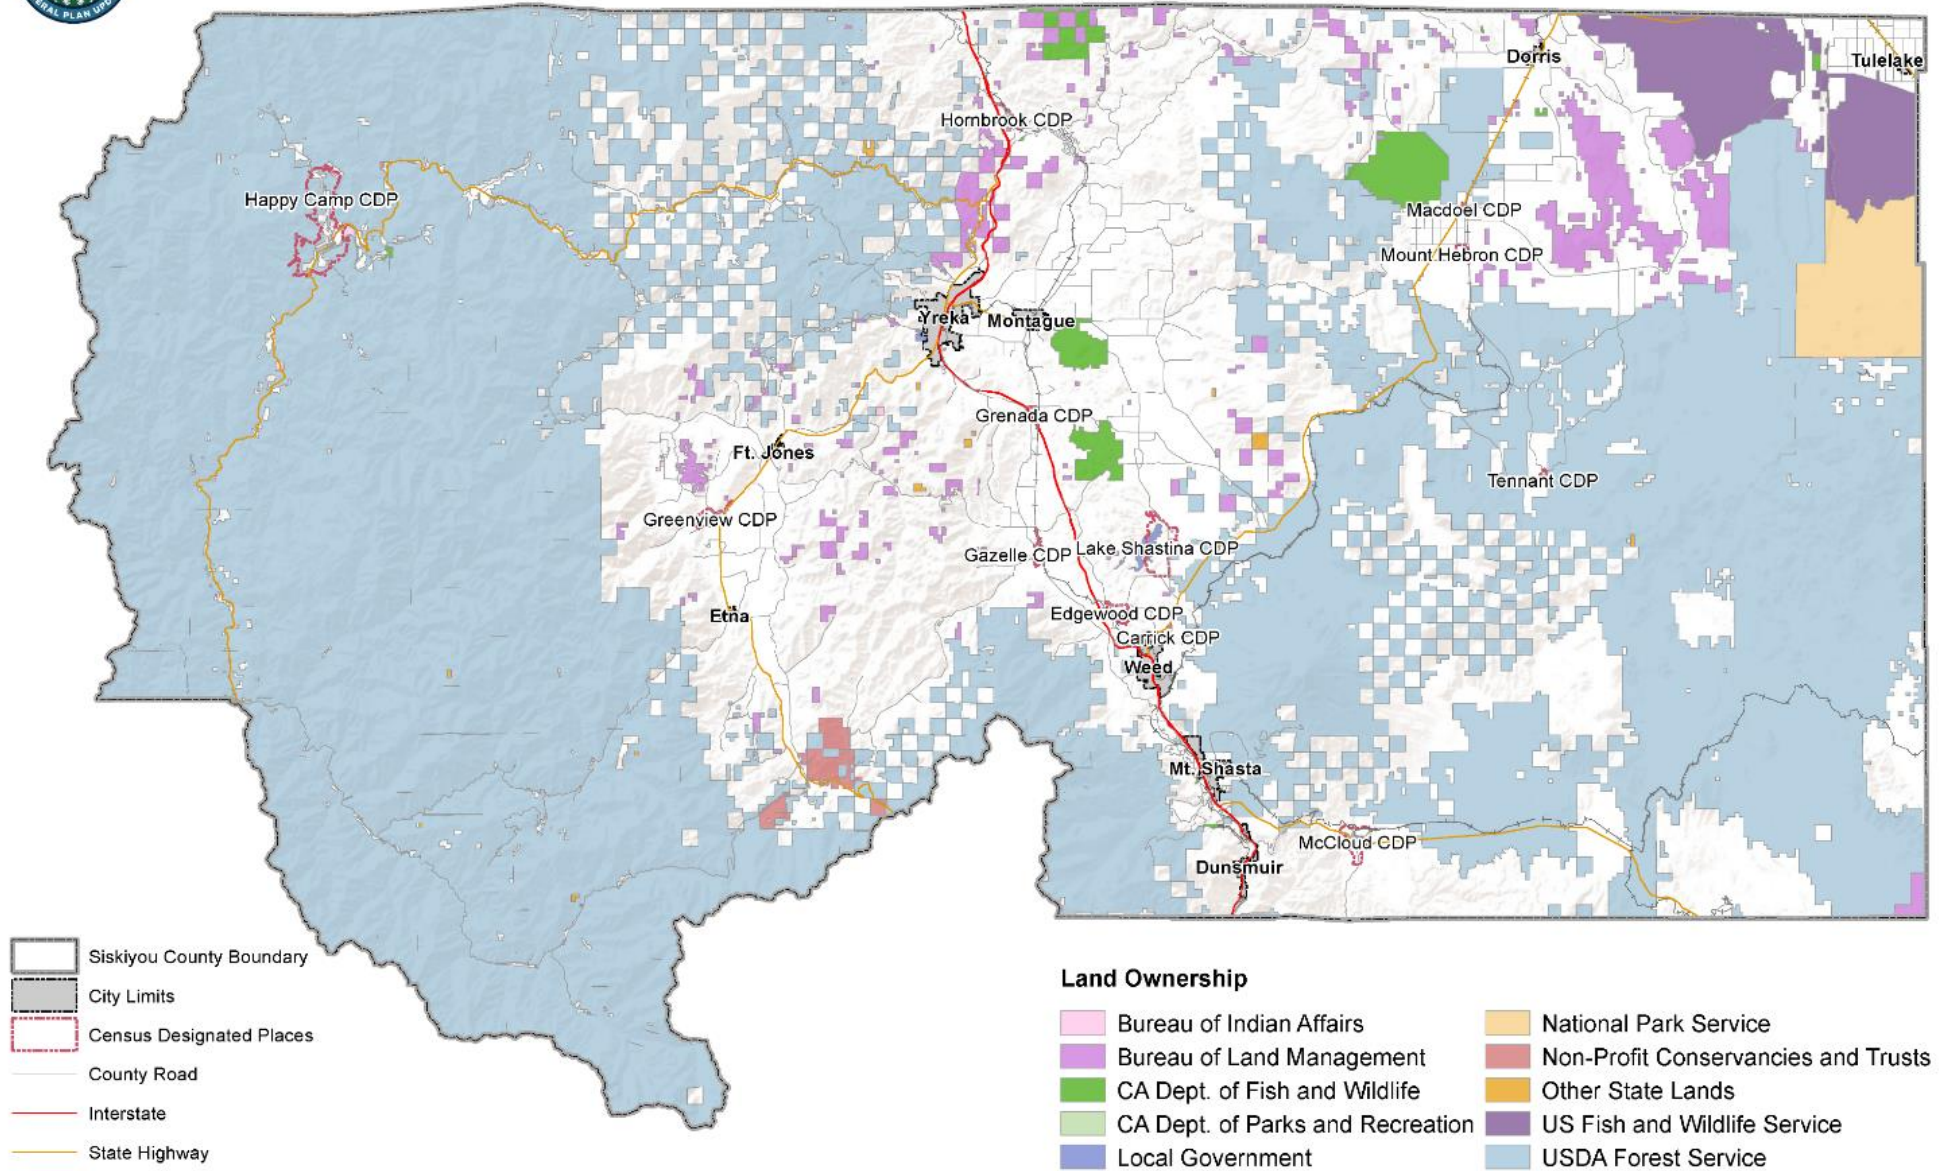 ERAL PLAN UPD
Dorris
Tulelake
Hornbrook CDP
Happy Camp CDP
Macdoel CDP
Mount Hebron CDP
Yreka
Montague
Grenada CDP
Ft. Jones
Tennant CDP
Greenview CDP
Gazelle CDP
Lake Shastina CDP
Etna
Edgewood CDP
Carrick CDP
Weed
Mt. Shasta
McCloud CDP
Dunsmuir
Siskiyou County Boundary
City Limits
Census Designated Places
County Road
Interstate
State Highway
Land Ownership
Bureau of Indian Affairs
Bureau of Land Management
CA Dept. of Fish and Wildlife
CA Dept. of Parks and Recreation
Local Government
National Park Service
Non-Profit Conservancies and Trusts
Other State Lands
US Fish and Wildlife Service
USDA Forest Service